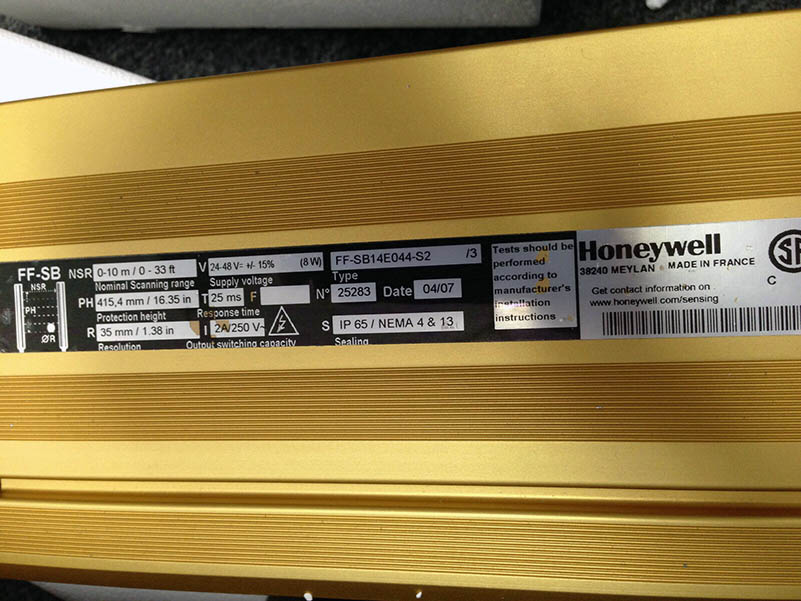 FF-SB
NSR
PH
ØR
NSR 0-10 m / 0 - 33 ft
Nominal Scanning range
PH 415,4 mm / 16.35 in
Protection height
R 35 mm / 1.38 in
Resolution
V 24-48 V= +/- 15% (8 W)
Supply voltage
T 25 ms F
Response time
I 2A/250 V~
Output switching capacity
FF-SB14E044-S2 /3
Type
N° 25283 Date 04/07
S IP 65 / NEMA 4 & 13
Sealing
Tests should be
performed
according to
manufacturer's
installation
instructions
Honeywell
38240 MEYLAN MADE IN FRANCE
Get contact information on
www.honeywell.com/sensing
C